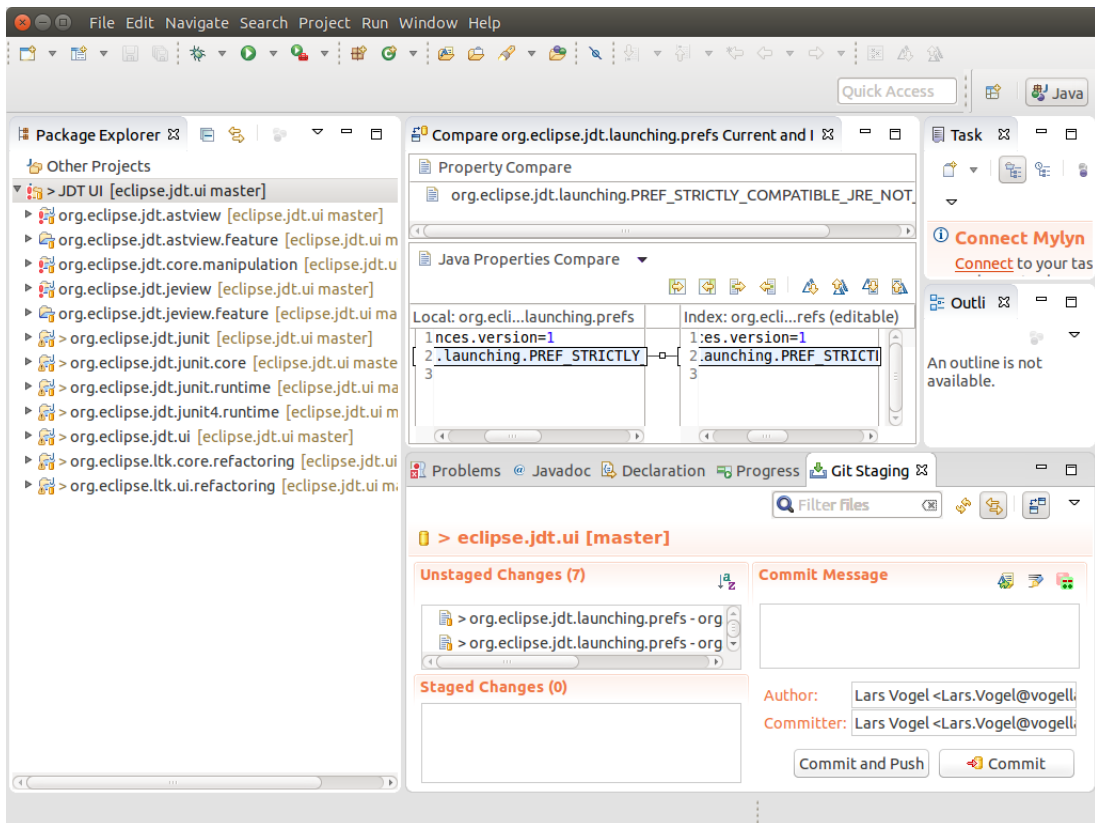 File Edit Navigate Search Project Run Window Help
Quick Access
Java
Package Explorer
Other Projects
> JDT UI [eclipse.jdt.ui master]
org.eclipse.jdt.astview [eclipse.jdt.ui master]
org.eclipse.jdt.astview.feature [eclipse.jdt.ui m
org.eclipse.jdt.core.manipulation [eclipse.jdt.u
org.eclipse.jdt.jeview [eclipse.jdt.ui master]
org.eclipse.jdt.jeview.feature [eclipse.jdt.ui ma
> org.eclipse.jdt.junit [eclipse.jdt.ui master]
> org.eclipse.jdt.junit.core [eclipse.jdt.ui maste
> org.eclipse.jdt.junit.runtime [eclipse.jdt.ui ma
> org.eclipse.jdt.junit4.runtime [eclipse.jdt.ui m
> org.eclipse.jdt.ui [eclipse.jdt.ui master]
> org.eclipse.ltk.core.refactoring [eclipse.jdt.ui
> org.eclipse.ltk.ui.refactoring [eclipse.jdt.ui ma
Compare org.eclipse.jdt.launching.prefs Current and I
Property Compare
org.eclipse.jdt.launching.PREF_STRICTLY_COMPATIBLE_JRE_NOT_
Java Properties Compare
Local: org.ecli...launching.prefs
1 nces.version=1
2 .launching.PREF_STRICTLY_
3
Index: org.ecli...refs (editable)
1 :es.version=1
2 .aunching.PREF_STRICTI
3
Task
Connect Mylyn
Connect to your tas
Outli
An outline is not
available.
Problems @ Javadoc Declaration Progress Git Staging
Filter files
> eclipse.jdt.ui [master]
Unstaged Changes (7)
az
> org.eclipse.jdt.launching.prefs - org
> org.eclipse.jdt.launching.prefs - org
Staged Changes (0)
Commit Message
Author: Lars Vogel <Lars.Vogel@vogella
Committer: Lars Vogel <Lars.Vogel@vogella
Commit and Push
Commit